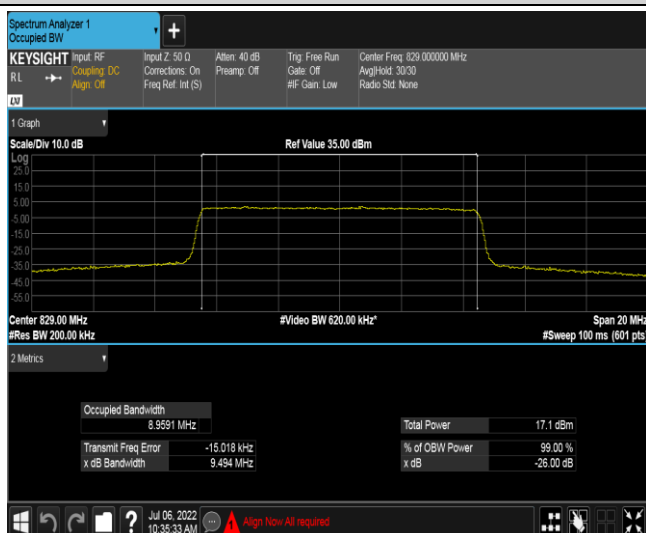 Spectrum Analyzer 1
Occupied BW
+
KEYSIGHT Input: RF Input Z: 50 Ω Atten: 40 dB Trig: Free Run Center Freq: 829.000000 MHz
RL Coupling: DC Corrections: On Preamp: Off Gate: Off Avg|Hold: 30/30
Align: Off Freq Ref: Int (S) #IF Gain: Low Radio Std: None
LXI
1 Graph
Scale/Div 10.0 dB Ref Value 35.00 dBm
Log
25.0
15.0
5.00
-5.00
-15.0
-25.0
-35.0
-45.0
-55.0
Center 829.00 MHz #Video BW 620.00 kHz* Span 20 MHz
#Res BW 200.00 kHz #Sweep 100 ms (601 pts)
2 Metrics
Occupied Bandwidth
8.9591 MHz Total Power 17.1 dBm
Transmit Freq Error -15.018 kHz % of OBW Power 99.00 %
x dB Bandwidth 9.494 MHz x dB -26.00 dB
? Jul 06, 2022
10:35:33 AM Align Now All required